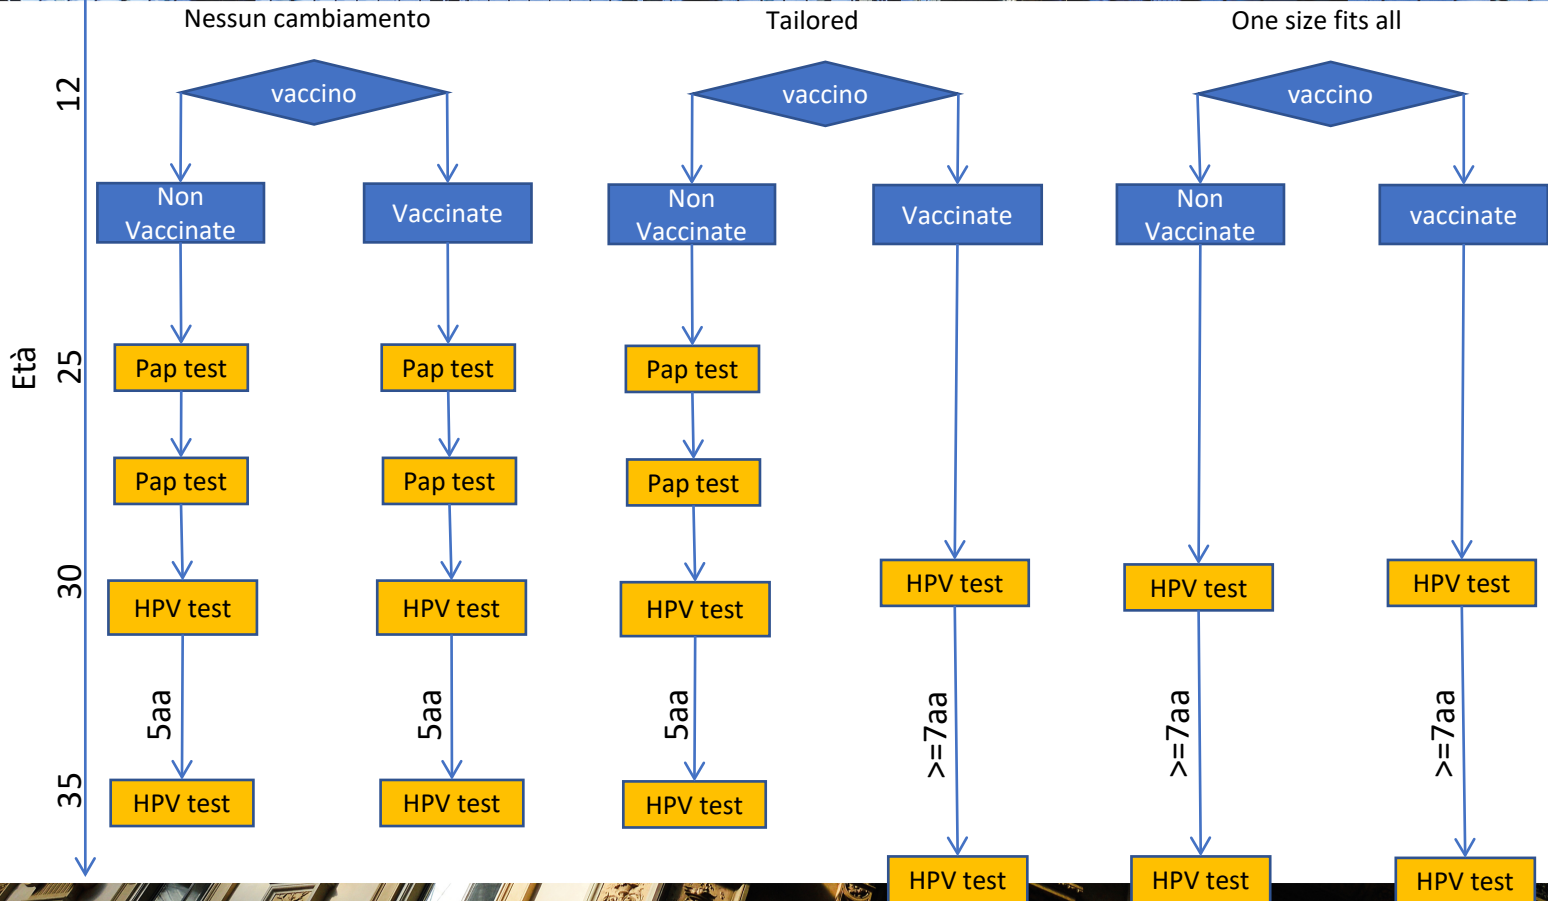 Nessun cambiamento
Tailored
One size fits all
12
vaccino
vaccino
vaccino
Non
Vaccinate
Vaccinate
Non
Vaccinate
Vaccinate
Non
Vaccinate
vaccinate
Età
25
Pap test
Pap test
Pap test
Pap test
Pap test
Pap test
30
HPV test
HPV test
HPV test
HPV test
HPV test
HPV test
5aa
5aa
5aa
>=7aa
>=7aa
>=7aa
35
HPV test
HPV test
HPV test
HPV test
HPV test
HPV test